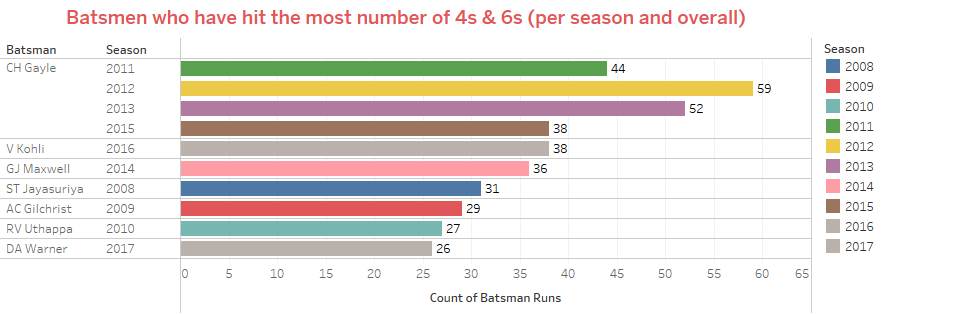 Batsmen who have hit the most number of 4s & 6s (per season and overall)
Batsman Season
CH Gayle 2011 44
2012 59
2013 52
2015 38
V Kohli 2016 38
GJ Maxwell 2014 36
ST Jayasuriya 2008 31
AC Gilchrist 2009 29
RV Uthappa 2010 27
DA Warner 2017 26
0 5 10 15 20 25 30 35 40 45 50 55 60 65
Count of Batsman Runs
Season
2008
2009
2010
2011
2012
2013
2014
2015
2016
2017